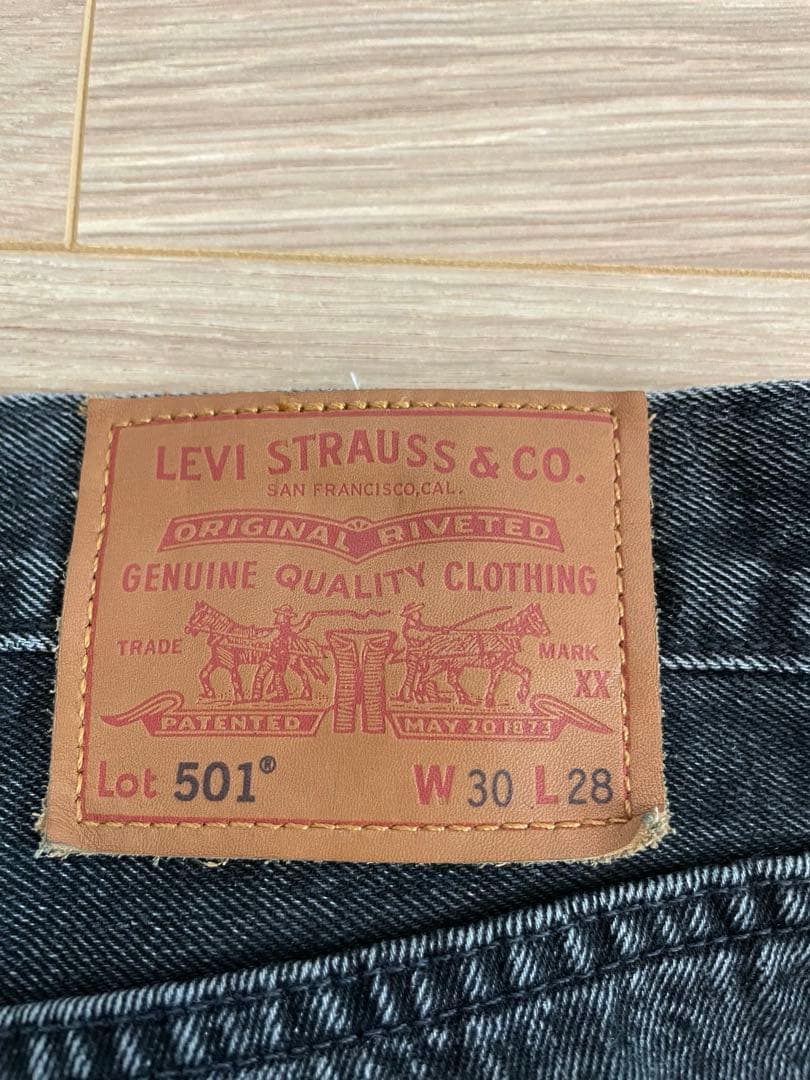 LEVI STRAUSS & CO.
SAN FRANCISCO, CAL.
ORIGINAL RIVETED
GENUINE QUALITY CLOTHING
TRADE MARK
XX
PATENTED MAY 20 1873
Lot 501® W 30 L 28